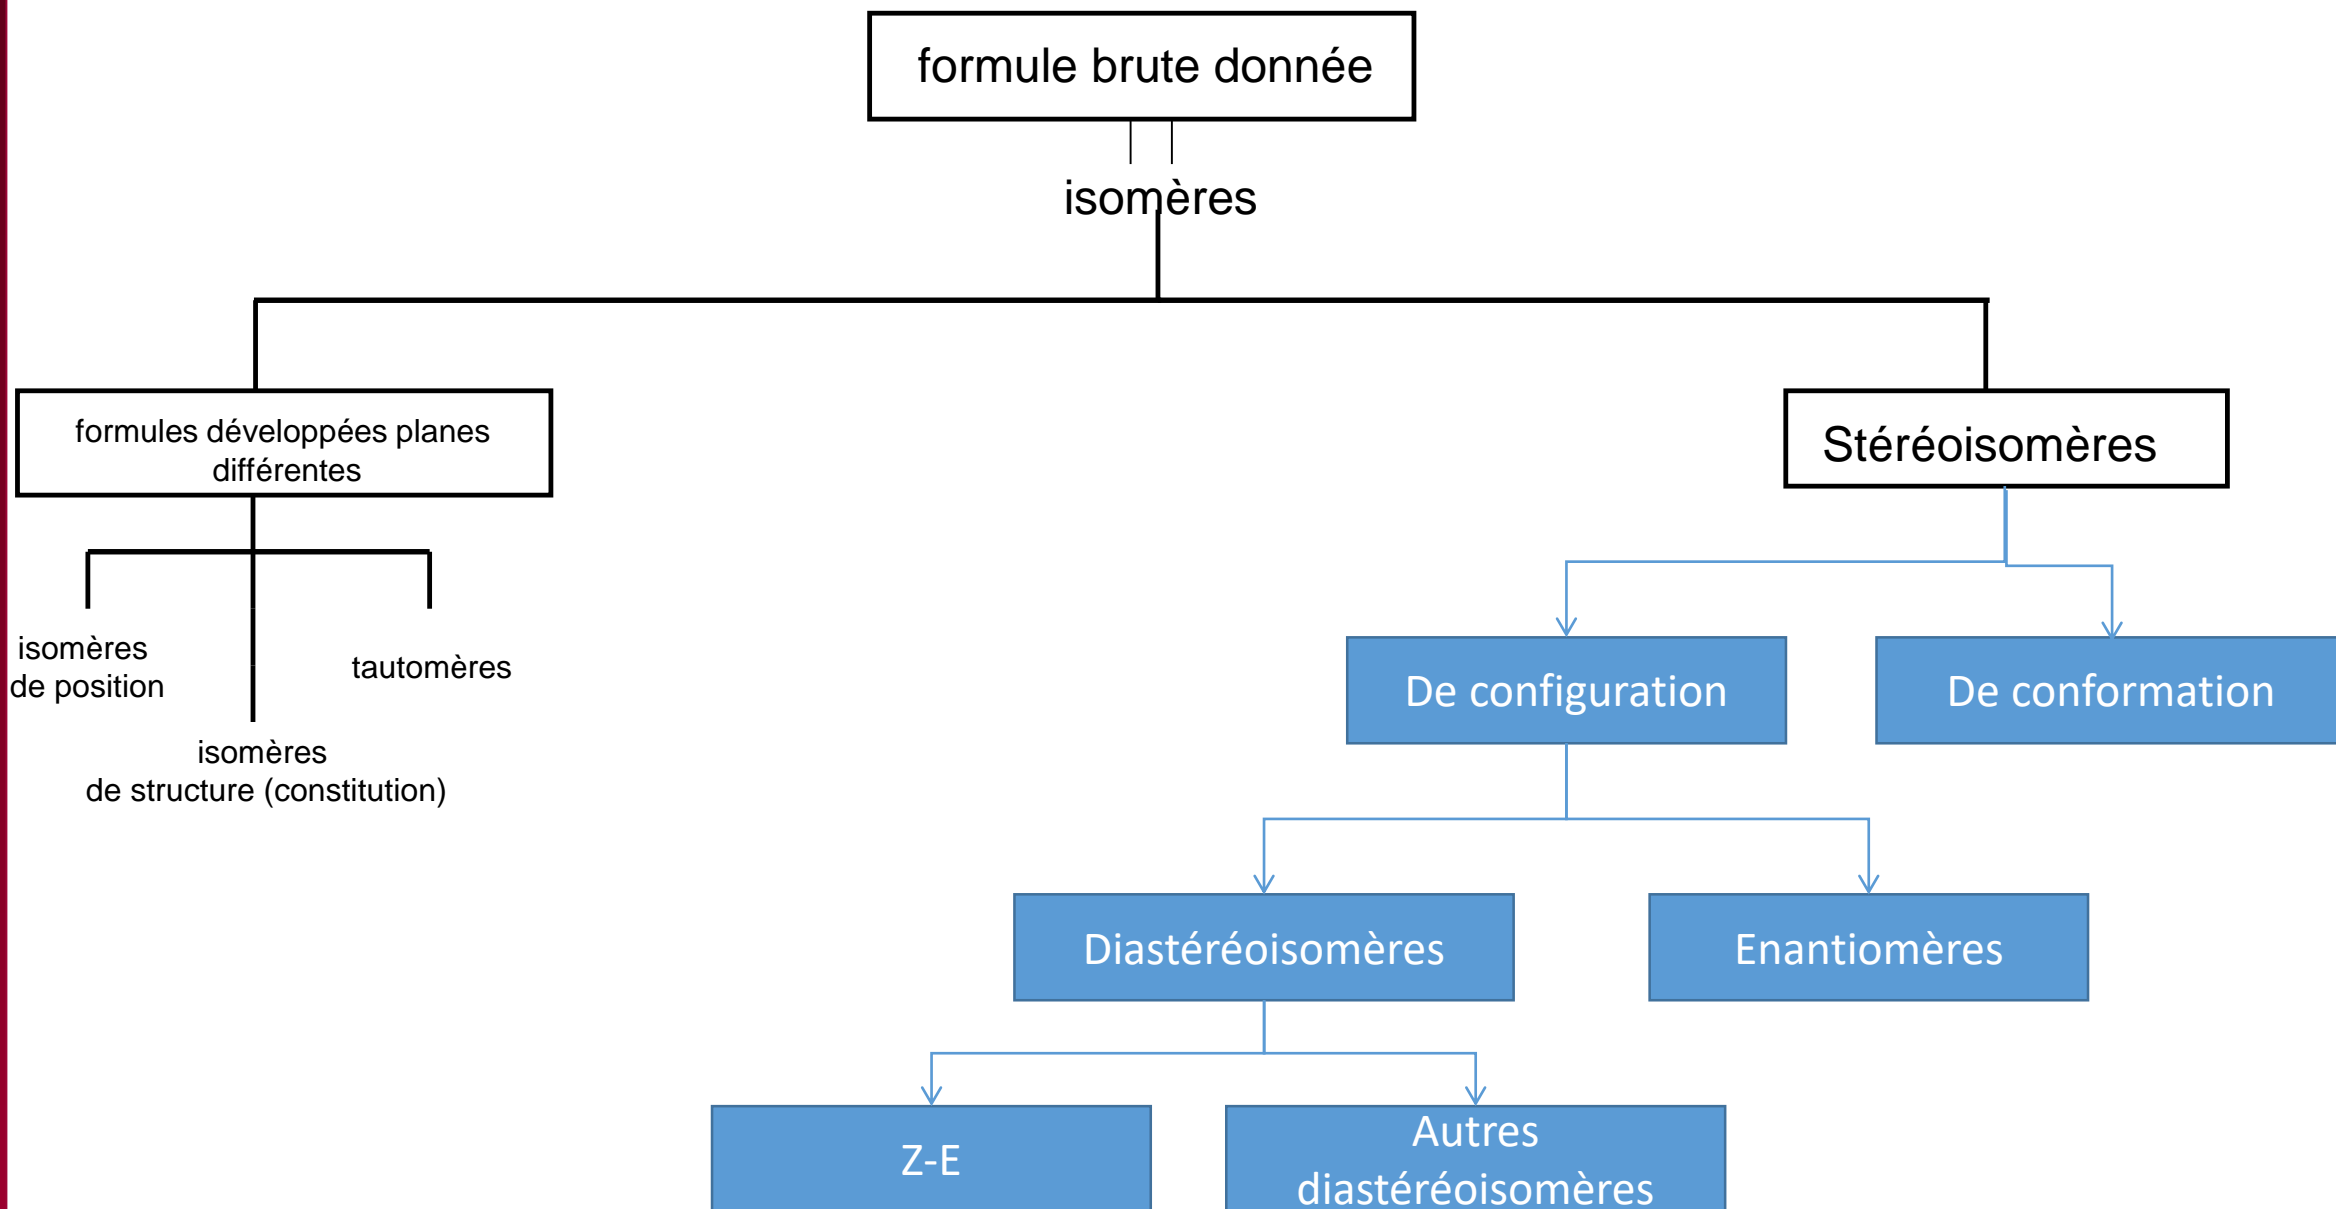 formule brute donnée
isomères
formules développées planes
différentes
Stéréoisomères
isomères
de position
tautomères
isomères
de structure (constitution)
De configuration
De conformation
Diastéréoisomères
Enantiomères
Z-E
Autres
diastéréoisomères